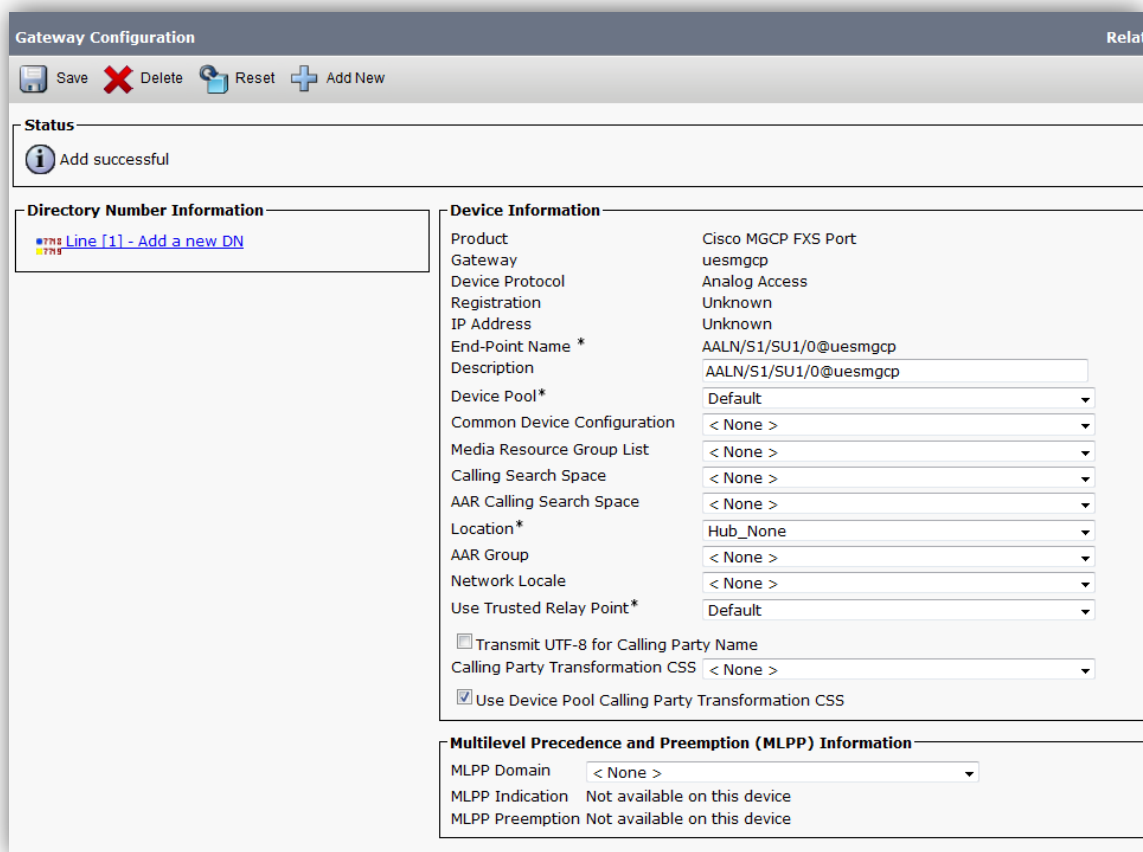 Gateway Configuration
Relat
Save Delete Reset Add New
Status
Add successful
Directory Number Information
Line [1] - Add a new DN
Device Information
Product Cisco MGCP FXS Port
Gateway uesmgcp
Device Protocol Analog Access
Registration Unknown
IP Address Unknown
End-Point Name * AALN/S1/SU1/0@uesmgcp
Description AALN/S1/SU1/0@uesmgcp
Device Pool* Default
Common Device Configuration < None >
Media Resource Group List < None >
Calling Search Space < None >
AAR Calling Search Space < None >
Location* Hub_None
AAR Group < None >
Network Locale < None >
Use Trusted Relay Point* Default
Transmit UTF-8 for Calling Party Name
Calling Party Transformation CSS < None >
Use Device Pool Calling Party Transformation CSS
Multilevel Precedence and Preemption (MLPP) Information
MLPP Domain < None >
MLPP Indication Not available on this device
MLPP Preemption Not available on this device